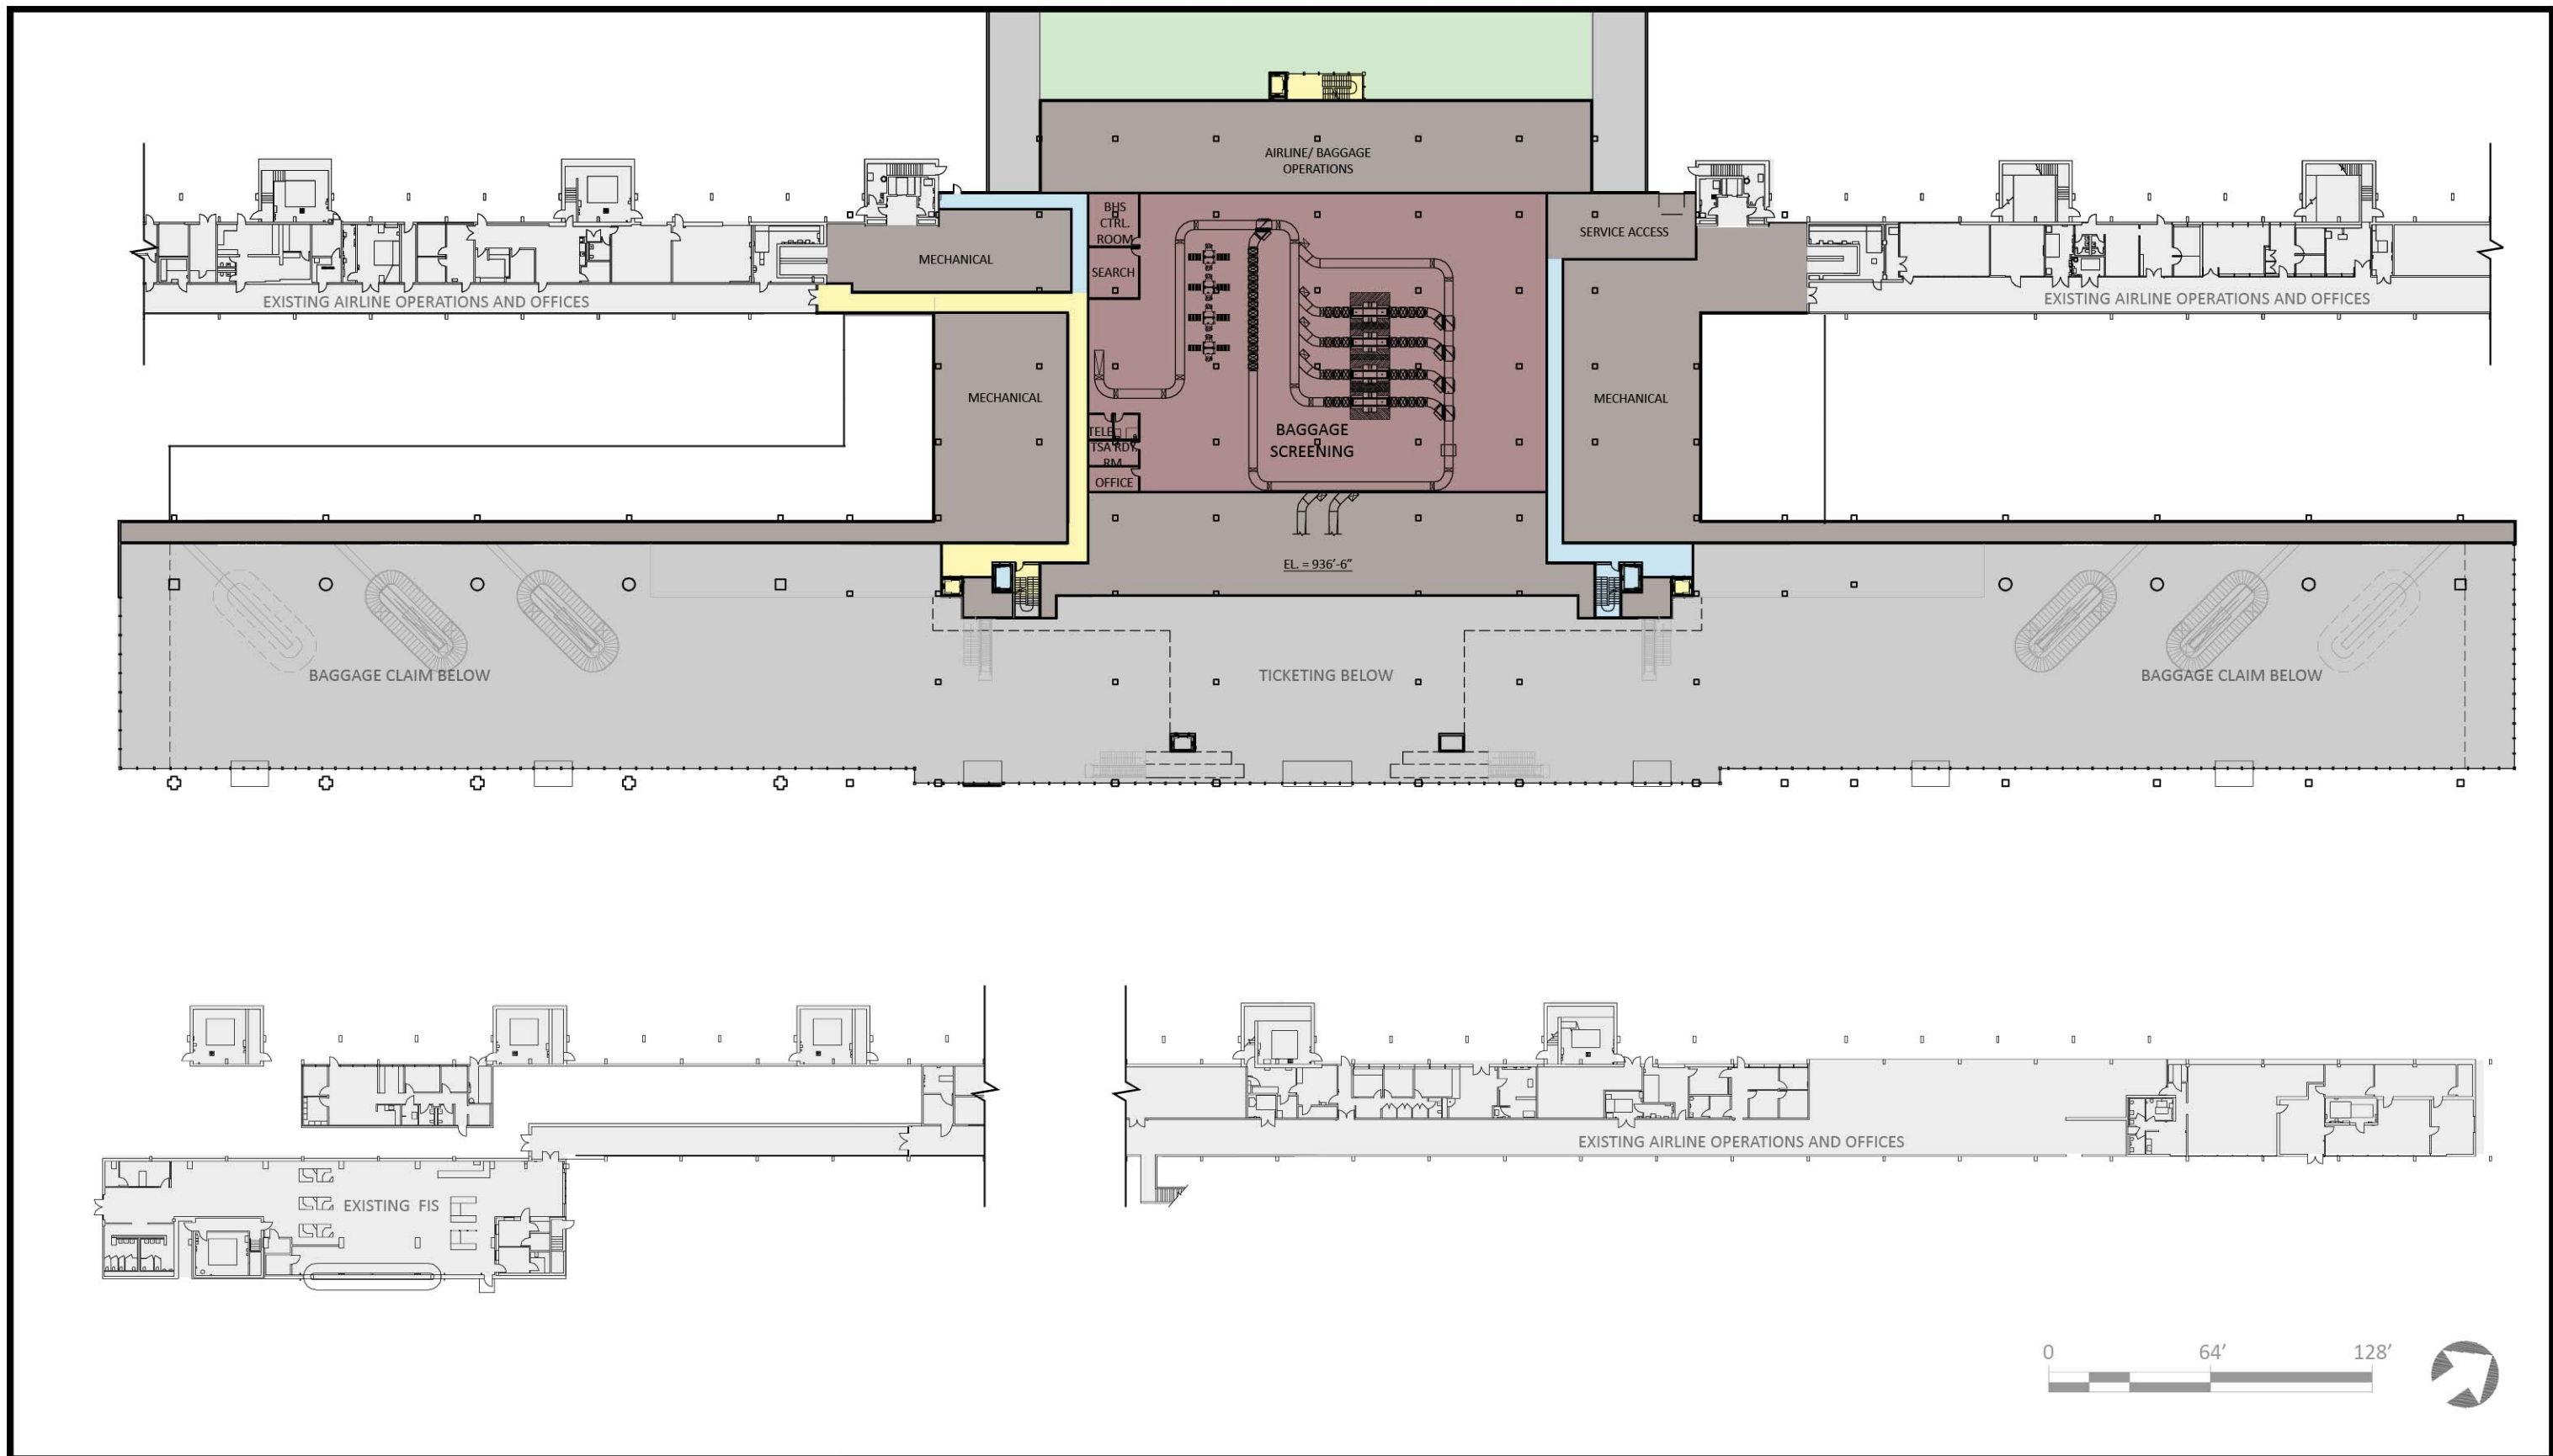 AIRLINE/ BAGGAGE
OPERATIONS
BHS
CTRL.
ROOM
SERVICE ACCESS
MECHANICAL
SEARCH
EXISTING AIRLINE OPERATIONS AND OFFICES
EXISTING AIRLINE OPERATIONS AND OFFICES
MECHANICAL
MECHANICAL
TELE
BAGGAGE
SCREENING
TSA RDY.
RM
OFFICE
EL. = 936'-6"
BAGGAGE CLAIM BELOW
TICKETING BELOW
BAGGAGE CLAIM BELOW
EXISTING AIRLINE OPERATIONS AND OFFICES
EXISTING FIS
0 64' 128'